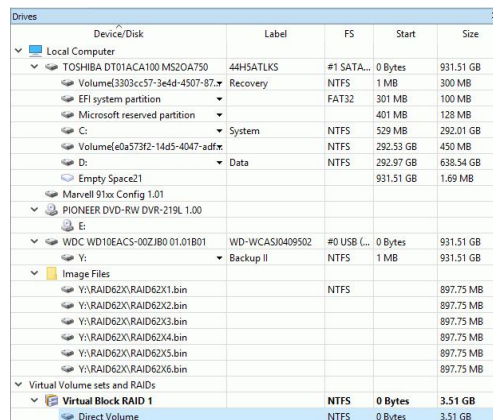 Drives
Device/Disk Label FS Start Size
Local Computer
TOSHIBA DT01ACA100 MS2OA750 44H5ATLKS #1 SATA... 0 Bytes 931.51 GB
Volume{3303cc57-3e4d-4507-87.. Recovery NTFS 1 MB 300 MB
EFI system partition FAT32 301 MB 100 MB
Microsoft reserved partition 401 MB 128 MB
C: System NTFS 529 MB 292.01 GB
Volume{e0a573f2-14d5-4047-adf.. NTFS 292.53 GB 450 MB
D: Data NTFS 292.97 GB 638.54 GB
Empty Space21 931.51 GB 1.69 MB
Marvell 91xx Config 1.01
PIONEER DVD-RW DVR-219L 1.00
E:
WDC WD10EACS-00ZJB0 01.01B01 WD-WCASJ0409502 #0 USB (... 0 Bytes 931.51 GB
Y: Backup II NTFS 1 MB 931.51 GB
Image Files
Y:\RAID62X\RAID62X1.bin NTFS 897.75 MB
Y:\RAID62X\RAID62X2.bin 897.75 MB
Y:\RAID62X\RAID62X3.bin 897.75 MB
Y:\RAID62X\RAID62X4.bin 897.75 MB
Y:\RAID62X\RAID62X5.bin 897.75 MB
Y:\RAID62X\RAID62X6.bin 897.75 MB
Virtual Volume sets and RAIDs
Virtual Block RAID 1 NTFS 0 Bytes 3.51 GB
Direct Volume NTFS 0 Bytes 3.51 GB